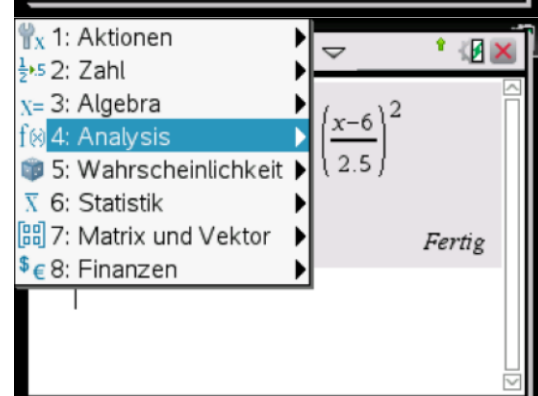 1: Aktionen
2: Zahl
3: Algebra
4: Analysis
5: Wahrscheinlichkeit
6: Statistik
7: Matrix und Vektor
8: Finanzen
(x-6/2.5)²
Fertig